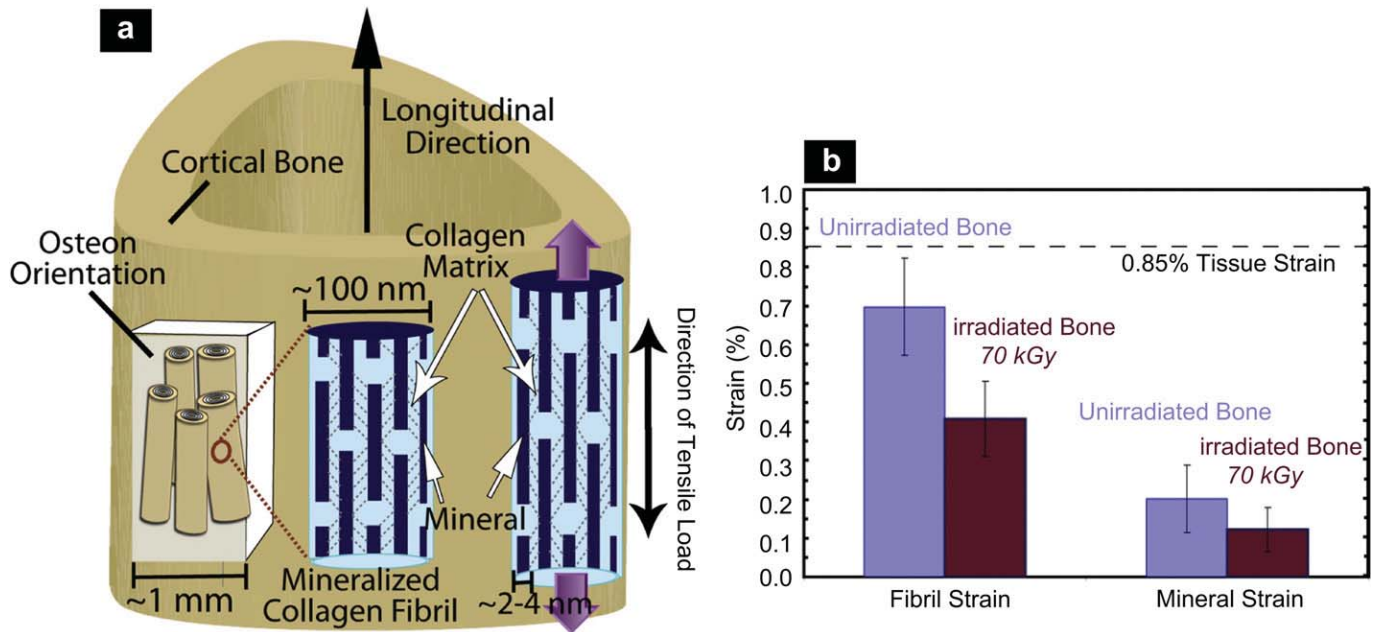 a
Longitudinal
Direction
Cortical Bone
Osteon
Orientation
Collagen
Matrix
~100 nm
Direction of Tensile Load
Mineral
Mineralized
Collagen Fibril
~1 mm
~2-4 nm
b
1.0
0.9
0.8
0.7
0.6
0.5
0.4
0.3
0.2
0.1
0.0
Strain (%)
Unirradiated Bone
0.85% Tissue Strain
irradiated Bone
70 kGy
Unirradiated Bone
irradiated Bone
70 kGy
Fibril Strain
Mineral Strain